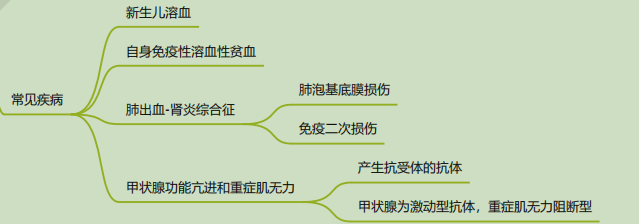 新生儿溶血
自身免疫性溶血性贫血
常见疾病
肺出血-肾炎综合征
肺泡基底膜损伤
免疫二次损伤
甲状腺功能亢进和重症肌无力
产生抗受体的抗体
甲状腺为激动型抗体，重症肌无力阻断型